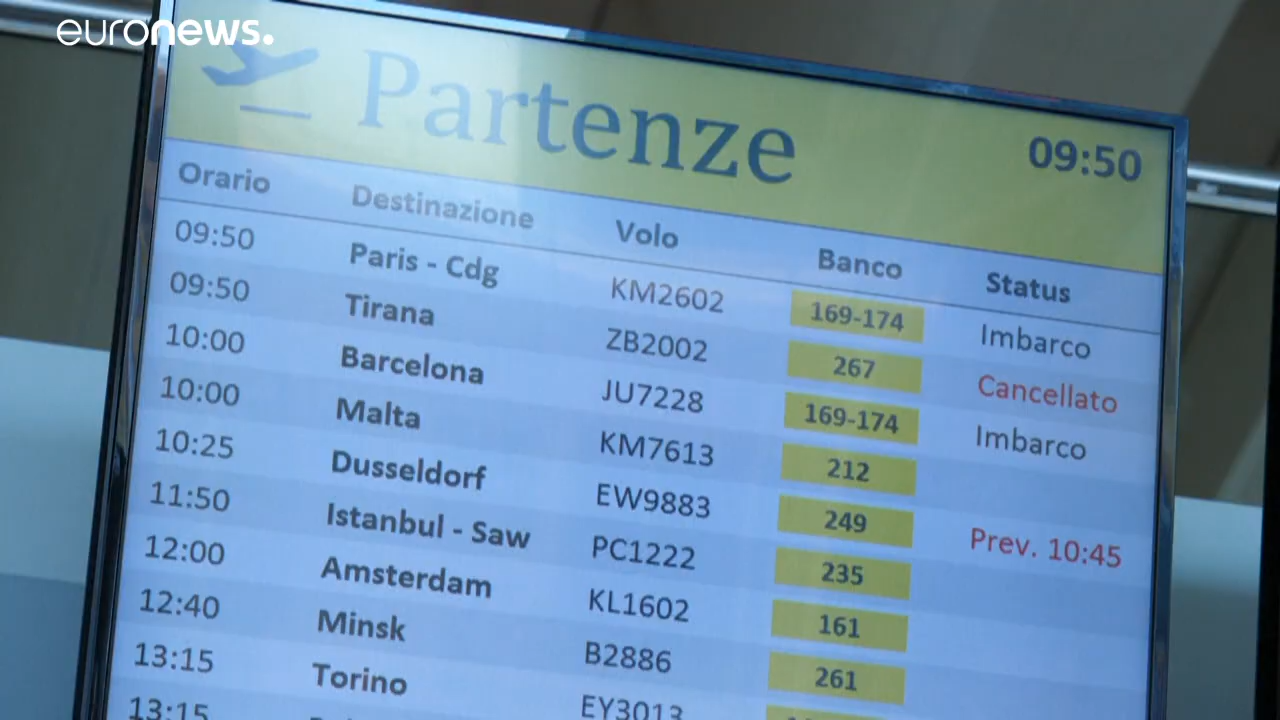 euronews.
Partenze 09:50
Orario Destinazione Volo Banco Status
09:50 Paris - Cdg KM2602 169-174 Imbarco
09:50 Tirana ZB2002 267 Cancellato
10:00 Barcelona JU7228 169-174 Imbarco
10:00 Malta KM7613 212
10:25 Dusseldorf EW9883 249 Prev. 10:45
11:50 Istanbul - Saw PC1222 235
12:00 Amsterdam KL1602 161
12:40 Minsk B2886 261
13:15 Torino EY3013
13:15